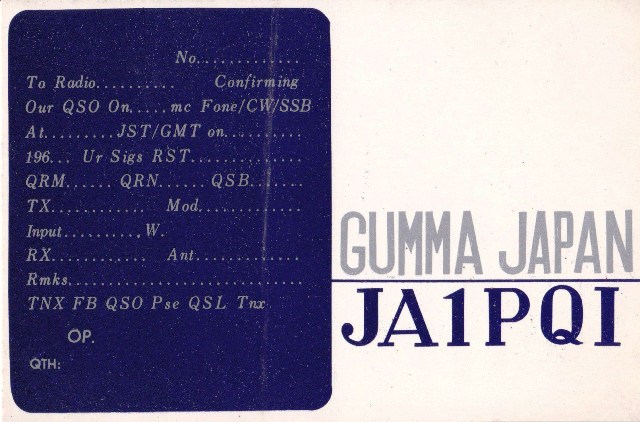 No..............
To Radio.......... Confirming
Our QSO On.....mc Fone/CW/SSB
At.........JST/GMT on..........
196... Ur Sigs RST..............
QRM...... QRN...... QSB.......
TX............ Mod.............
Input..........W.
RX............ Ant.............
Rmks.............................
TNX FB QSO Pse QSL Tnx
OP.
QTH:
GUMMA JAPAN
JA1PQI